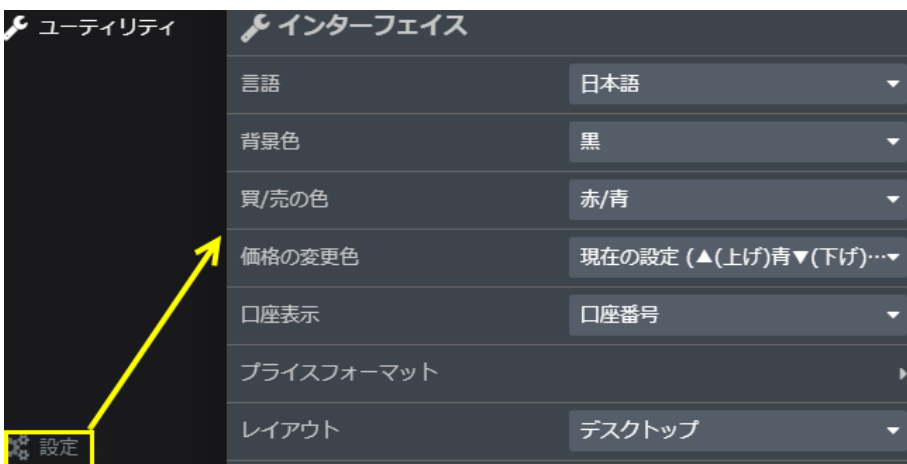 ユーティリティ
インターフェイス
言語 日本語
背景色 黒
買/売の色 赤/青
価格の変更色 現在の設定 (▲(上げ)青▼(下げ)…
口座表示 口座番号
プライスフォーマット
レイアウト デスクトップ
設定